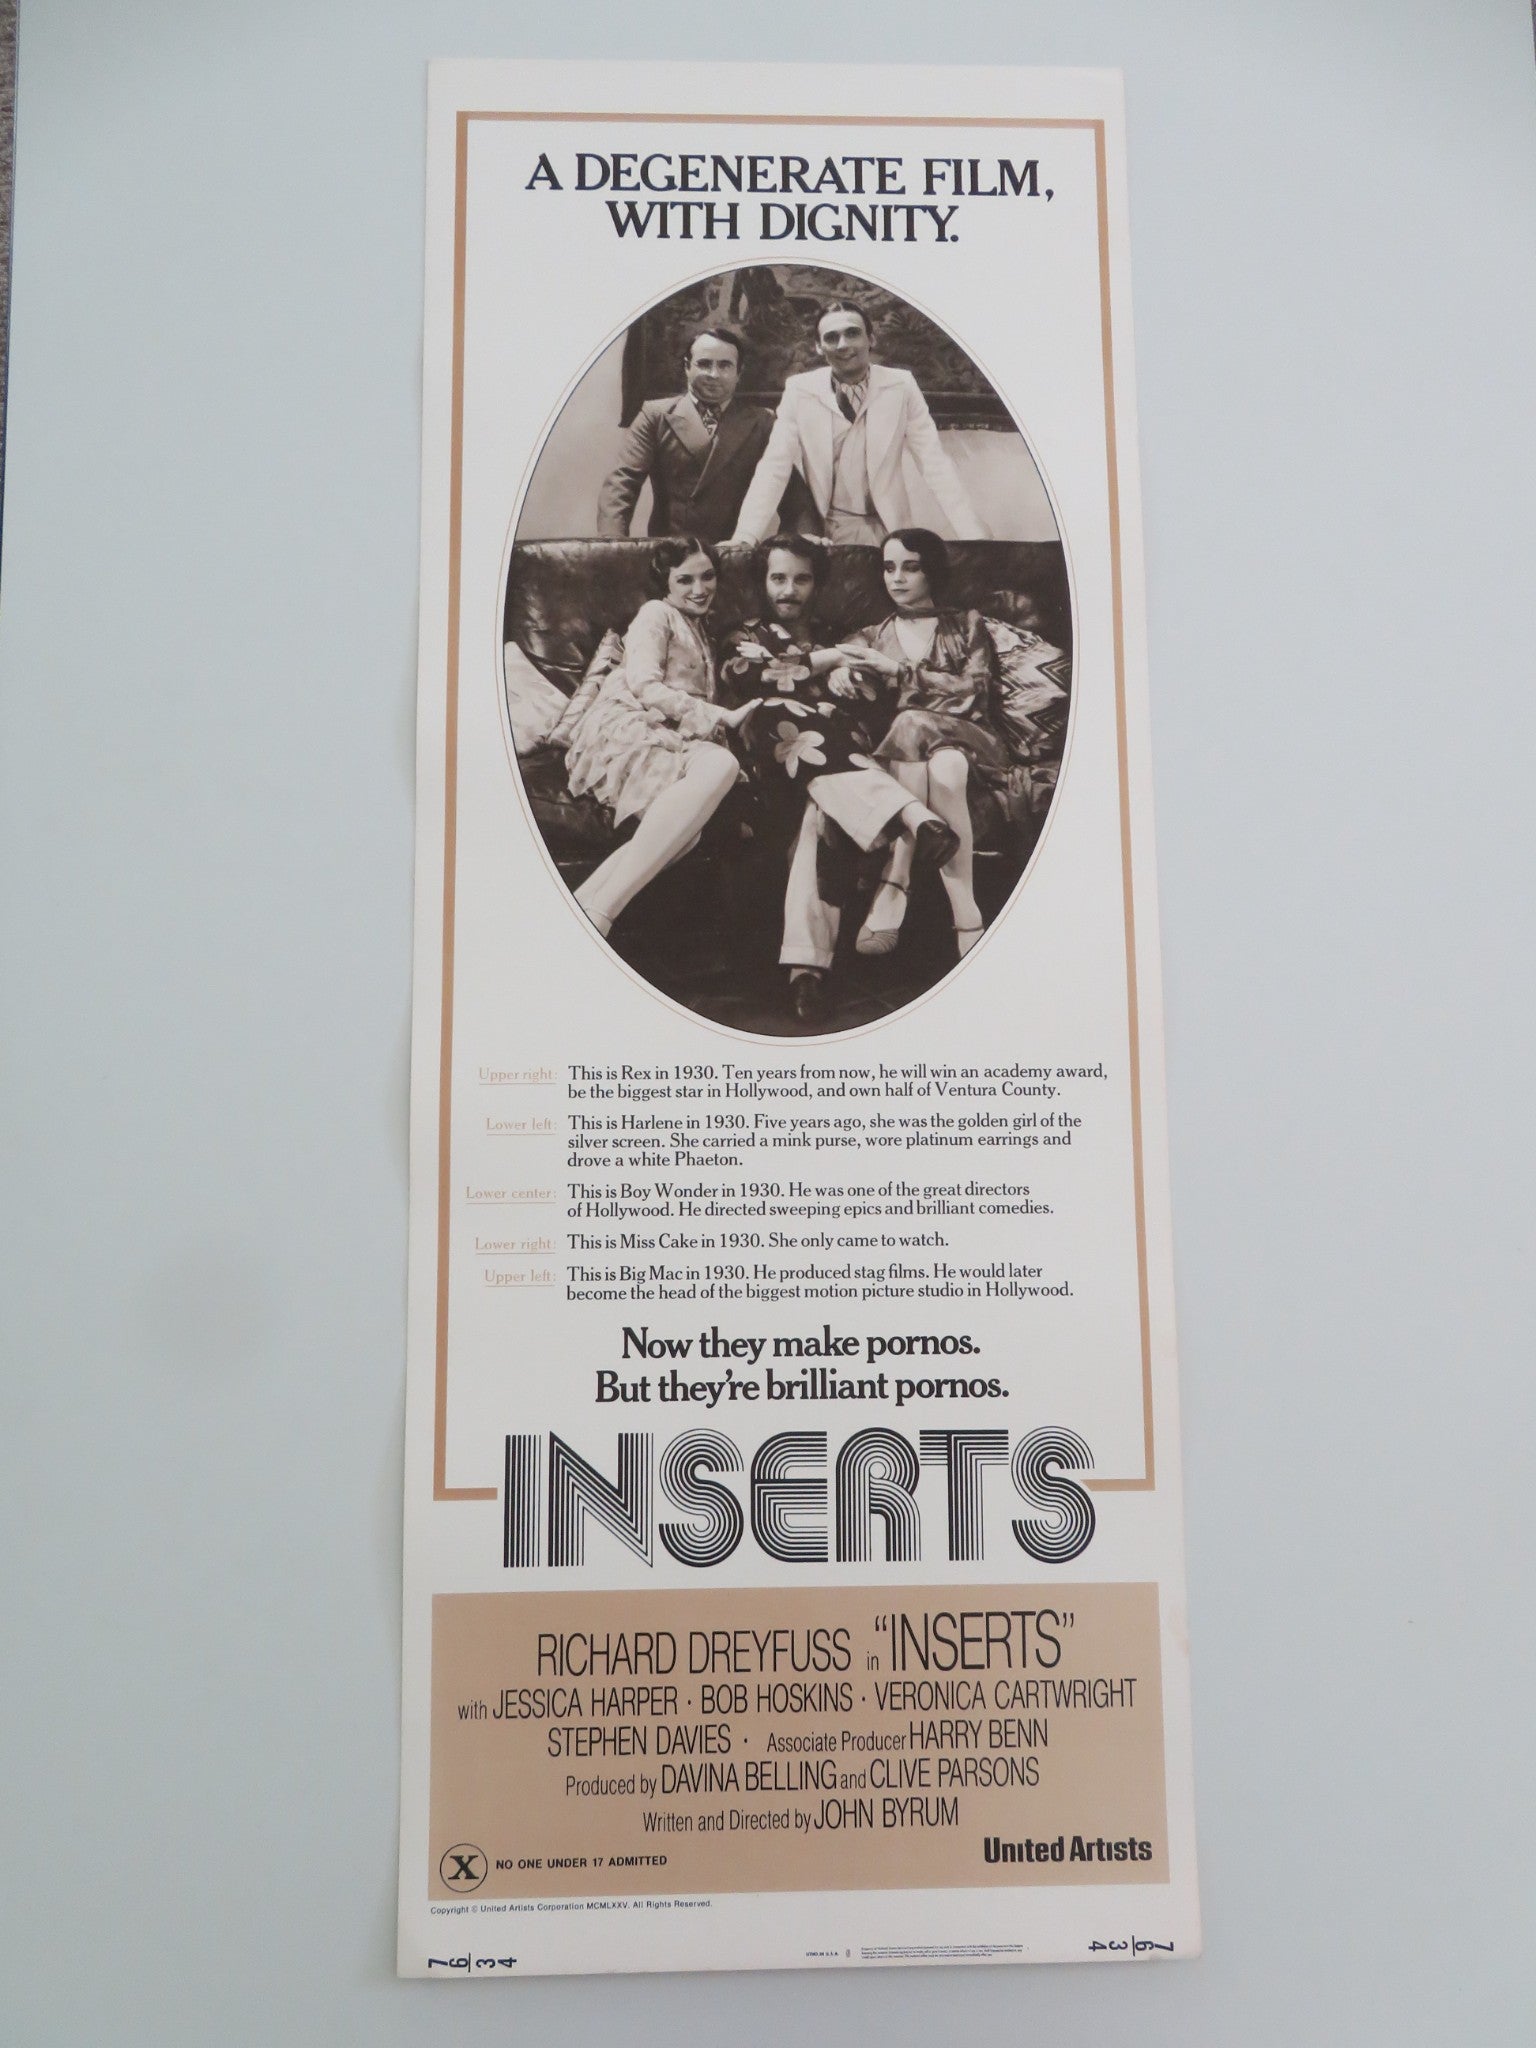 A DEGENERATE FILM,
WITH DIGNITY.
Upper right: This is Rex in 1930. Ten years from now, he will win an academy award,
be the biggest star in Hollywood, and own half of Ventura County.
Lower left: This is Harlene in 1930. Five years ago, she was the golden girl of the
silver screen. She carried a mink purse, wore platinum earrings and
drove a white Phaeton.
Lower center: This is Boy Wonder in 1930. He was one of the great directors
of Hollywood. He directed sweeping epics and brilliant comedies.
Lower right: This is Miss Cake in 1930. She only came to watch.
Upper left: This is Big Mac in 1930. He produced stag films. He would later
become the head of the biggest motion picture studio in Hollywood.
Now they make pornos.
But they're brilliant pornos.
INSERTS
RICHARD DREYFUSS in "INSERTS"
with JESSICA HARPER · BOB HOSKINS · VERONICA CARTWRIGHT
STEPHEN DAVIES · Associate Producer HARRY BENN
Produced by DAVINA BELLING and CLIVE PARSONS
Written and Directed by JOHN BYRUM
United Artists
X NO ONE UNDER 17 ADMITTED
Copyright © United Artists Corporation MCMLXXV. All Rights Reserved.
LITHO. IN U.S.A.
76/34
76/34